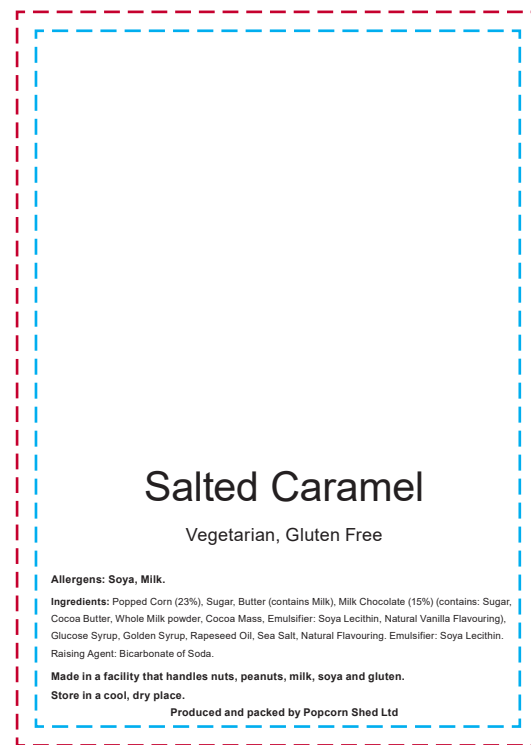 Salted Caramel
Vegetarian, Gluten Free
Allergens: Soya, Milk.
Ingredients: Popped Corn (23%), Sugar, Butter (contains Milk), Milk Chocolate (15%) (contains: Sugar,
Cocoa Butter, Whole Milk powder, Cocoa Mass, Emulsifier: Soya Lecithin, Natural Vanilla Flavouring),
Glucose Syrup, Golden Syrup, Rapeseed Oil, Sea Salt, Natural Flavouring. Emulsifier: Soya Lecithin.
Raising Agent: Bicarbonate of Soda.
Made in a facility that handles nuts, peanuts, milk, soya and gluten.
Store in a cool, dry place.
Produced and packed by Popcorn Shed Ltd